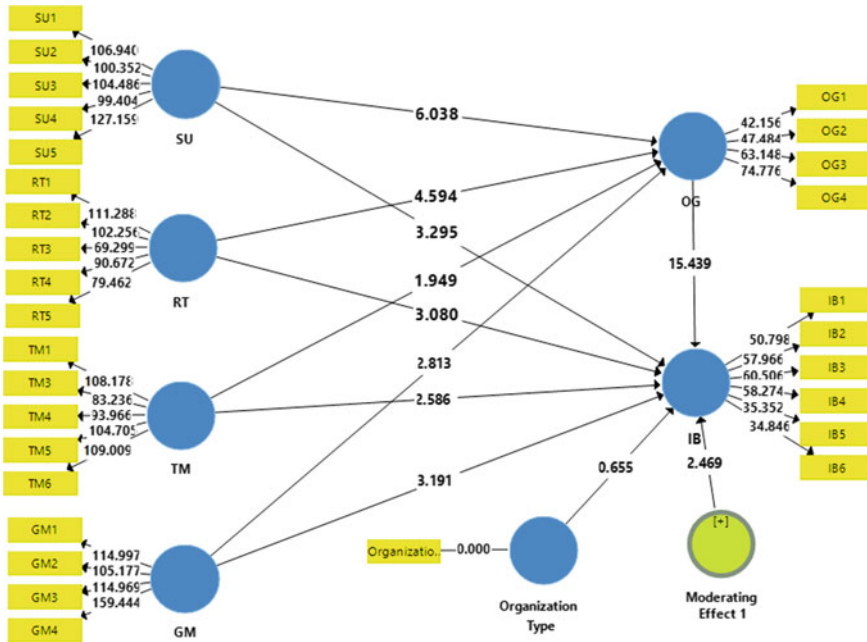 SU1
SU2
SU3
SU4
SU5
106.940
100.352
104.486
99.404
127.159
SU
RT1
RT2
RT3
RT4
RT5
111.288
102.256
69.299
90.672
79.462
RT
TM1
TM3
TM4
TM5
TM6
108.178
83.236
93.966
104.705
109.009
TM
GM1
GM2
GM3
GM4
114.997
105.177
114.969
159.444
GM
6.038
4.594
3.295
1.949
3.080
2.813
2.586
3.191
0.655
15.439
2.469
OG
42.156
47.484
63.148
74.776
OG1
OG2
OG3
OG4
IB
50.798
57.966
60.506
58.274
35.352
34.846
IB1
IB2
IB3
IB4
IB5
IB6
Organizatio..
0.000
Organization
Type
[+]
Moderating
Effect 1